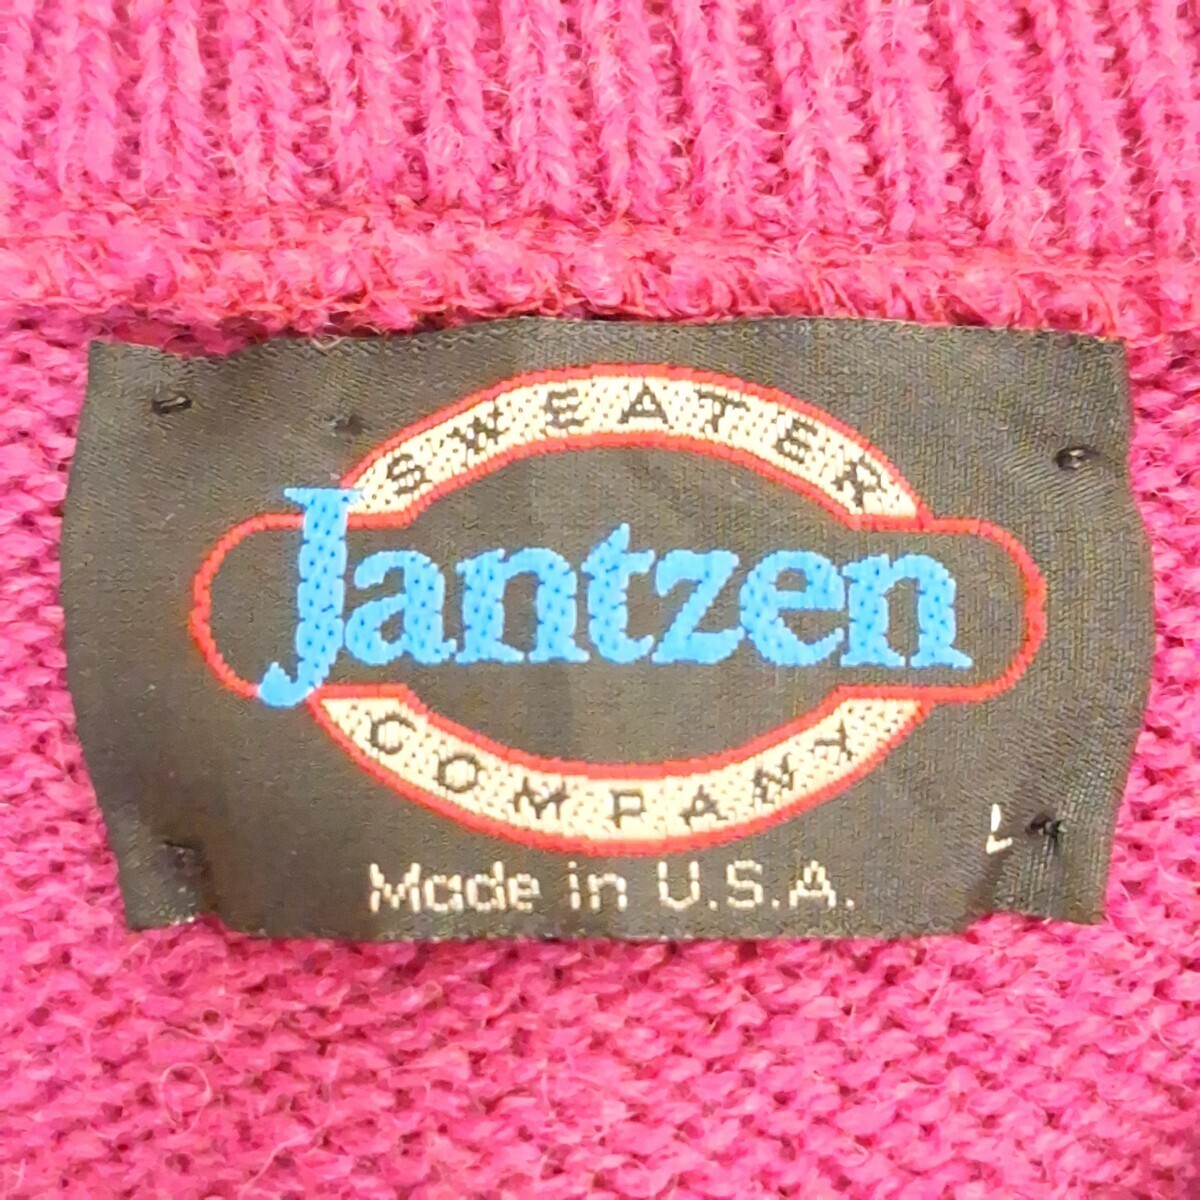 SWEATER
Jantzen
COMPANY
L
Made in U.S.A.